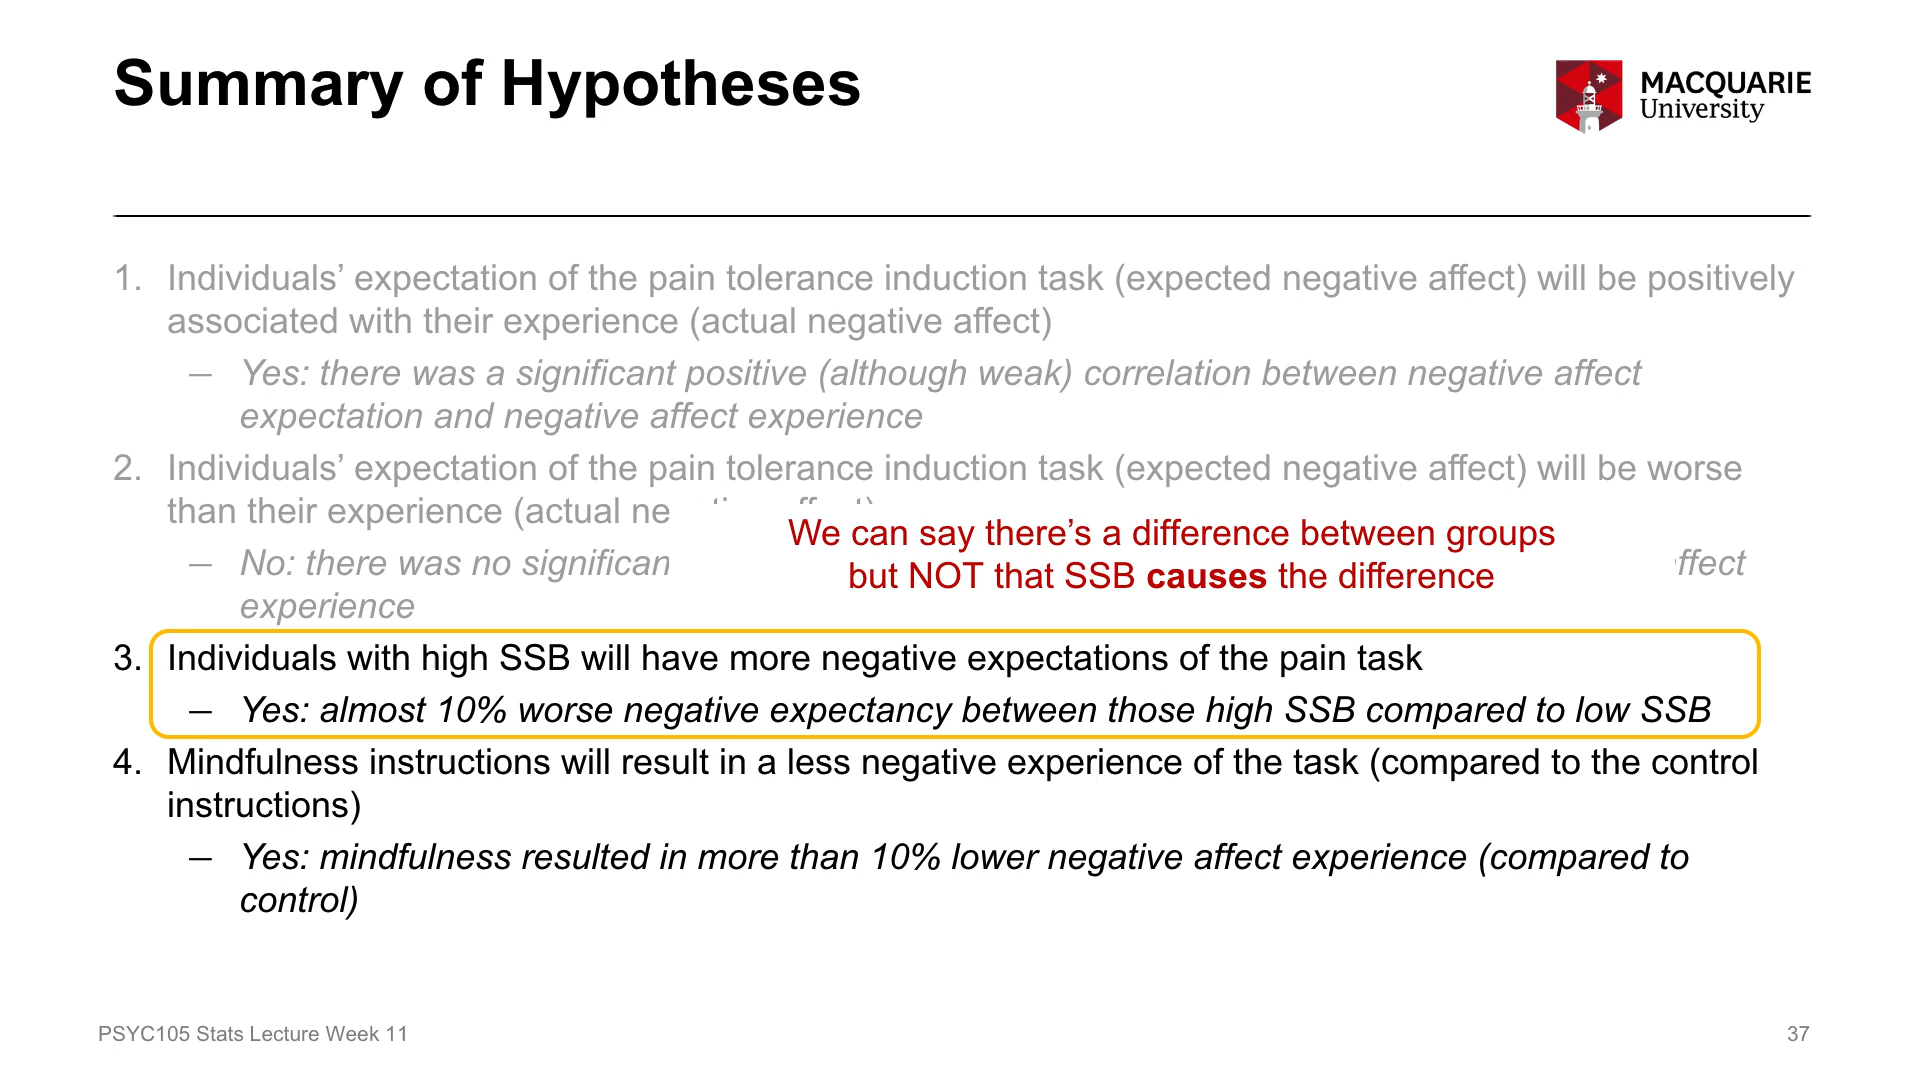 Summary of Hypotheses
MACQUARIE
University
1. Individuals’ expectation of the pain tolerance induction task (expected negative affect) will be positively
associated with their experience (actual negative affect)
– Yes: there was a significant positive (although weak) correlation between negative affect
expectation and negative affect experience
2. Individuals’ expectation of the pain tolerance induction task (expected negative affect) will be worse
than their experience (actual ne
We can say there’s a difference between groups
but NOT that SSB causes the difference
– No: there was no significan
ffect
experience
3. Individuals with high SSB will have more negative expectations of the pain task
– Yes: almost 10% worse negative expectancy between those high SSB compared to low SSB
4. Mindfulness instructions will result in a less negative experience of the task (compared to the control
instructions)
– Yes: mindfulness resulted in more than 10% lower negative affect experience (compared to
control)
PSYC105 Stats Lecture Week 11
37